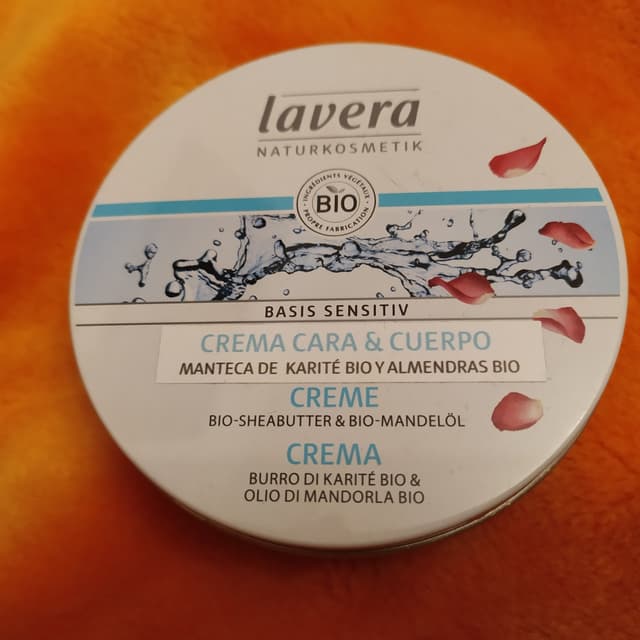 lavera
NATURKOSMETIK
INGRÉDIENTS VÉGÉTAUX
BIO
PROPRE FABRICATION
BASIS SENSITIV
CREMA CARA & CUERPO
MANTECA DE KARITÉ BIO Y ALMENDRAS BIO
CREME
BIO-SHEABUTTER & BIO-MANDELÖL
CREMA
BURRO DI KARITÉ BIO &
OLIO DI MANDORLA BIO